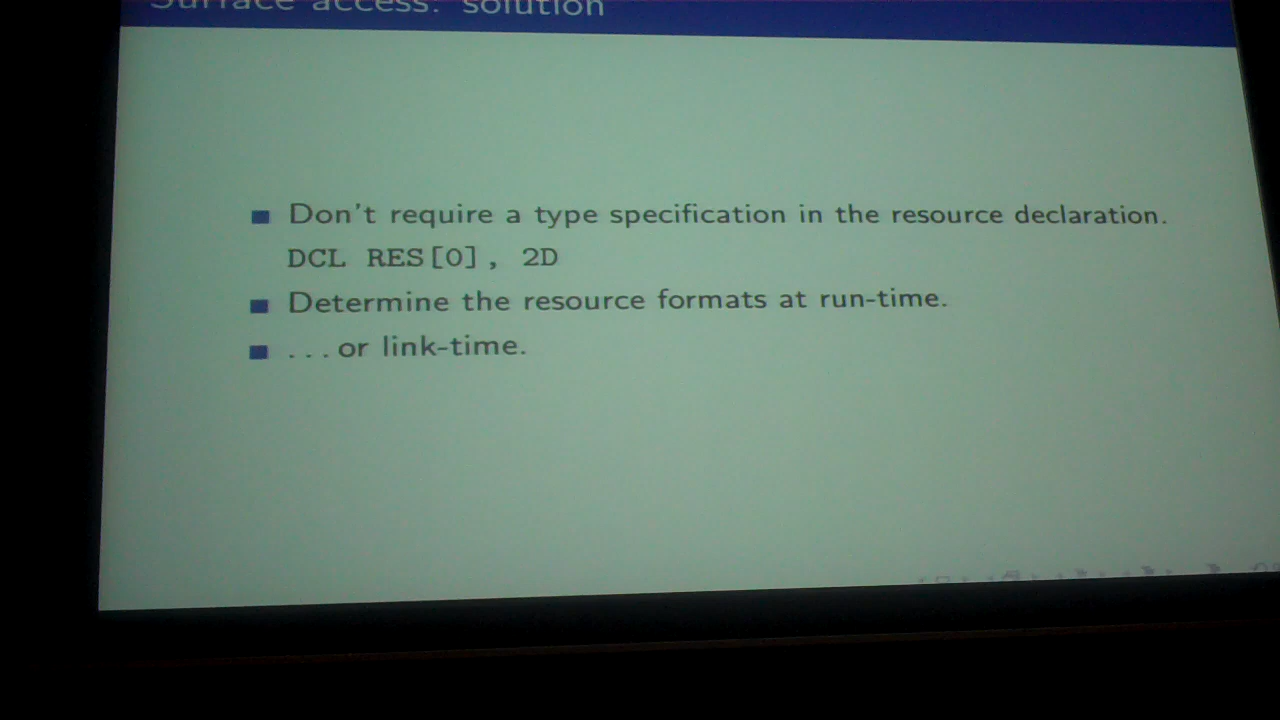 Surface access: solution
Don't require a type specification in the resource declaration.
DCL RES[0], 2D
Determine the resource formats at run-time.
...or link-time.